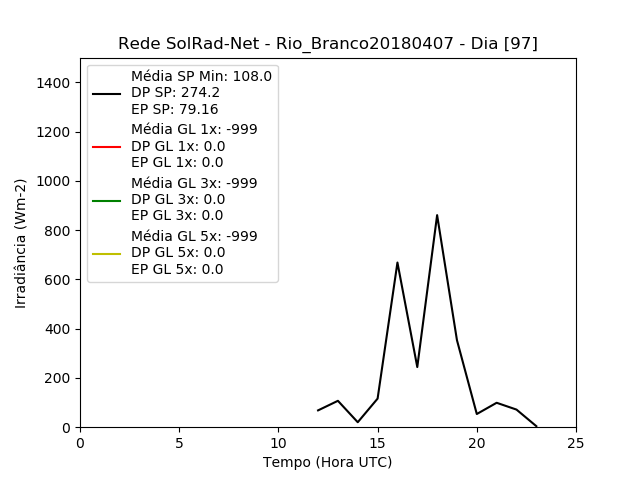 Rede SolRad-Net - Rio_Branco20180407 - Dia [97]
Média SP Min: 108.0
DP SP: 274.2
EP SP: 79.16
Média GL 1x: -999
DP GL 1x: 0.0
EP GL 1x: 0.0
Média GL 3x: -999
DP GL 3x: 0.0
EP GL 3x: 0.0
Média GL 5x: -999
DP GL 5x: 0.0
EP GL 5x: 0.0
1400
1200
1000
800
600
400
200
0
Irradiância (Wm-2)
0 5 10 15 20 25
Tempo (Hora UTC)